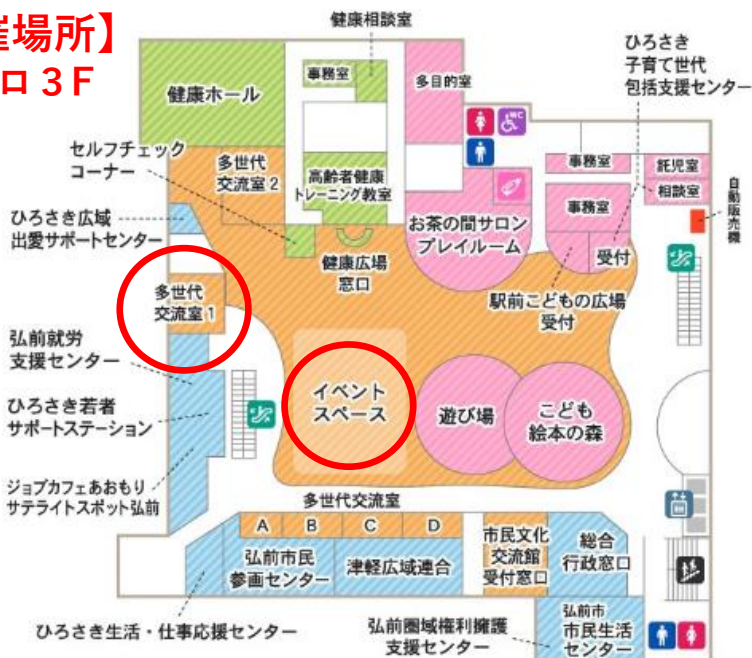 催場所】
ロ 3F
健康相談室
ひろさき
子育て世代
包括支援センター
健康ホール
事務室
多目的室
WC
セルフチェック
コーナー
多世代
交流室2
高齢者健康
トレーニング教室
事務室
託児室
相談室
自動販売機
ひろさき広域
出愛サポートセンター
お茶の間サロン
プレイルーム
事務室
受付
健康広場
窓口
駅前こどもの広場
受付
多世代
交流室1
弘前就労
支援センター
イベント
スペース
遊び場
こども
絵本の森
ひろさき若者
サポートステーション
ジョブカフェあおもり
サテライトスポット弘前
多世代交流室
A B C D
弘前市民
参画センター
津軽広域連合
市民文化
交流館
受付窓口
総合
行政窓口
ひろさき生活・仕事応援センター
弘前圏域権利擁護
支援センター
弘前市
市民生活
センター